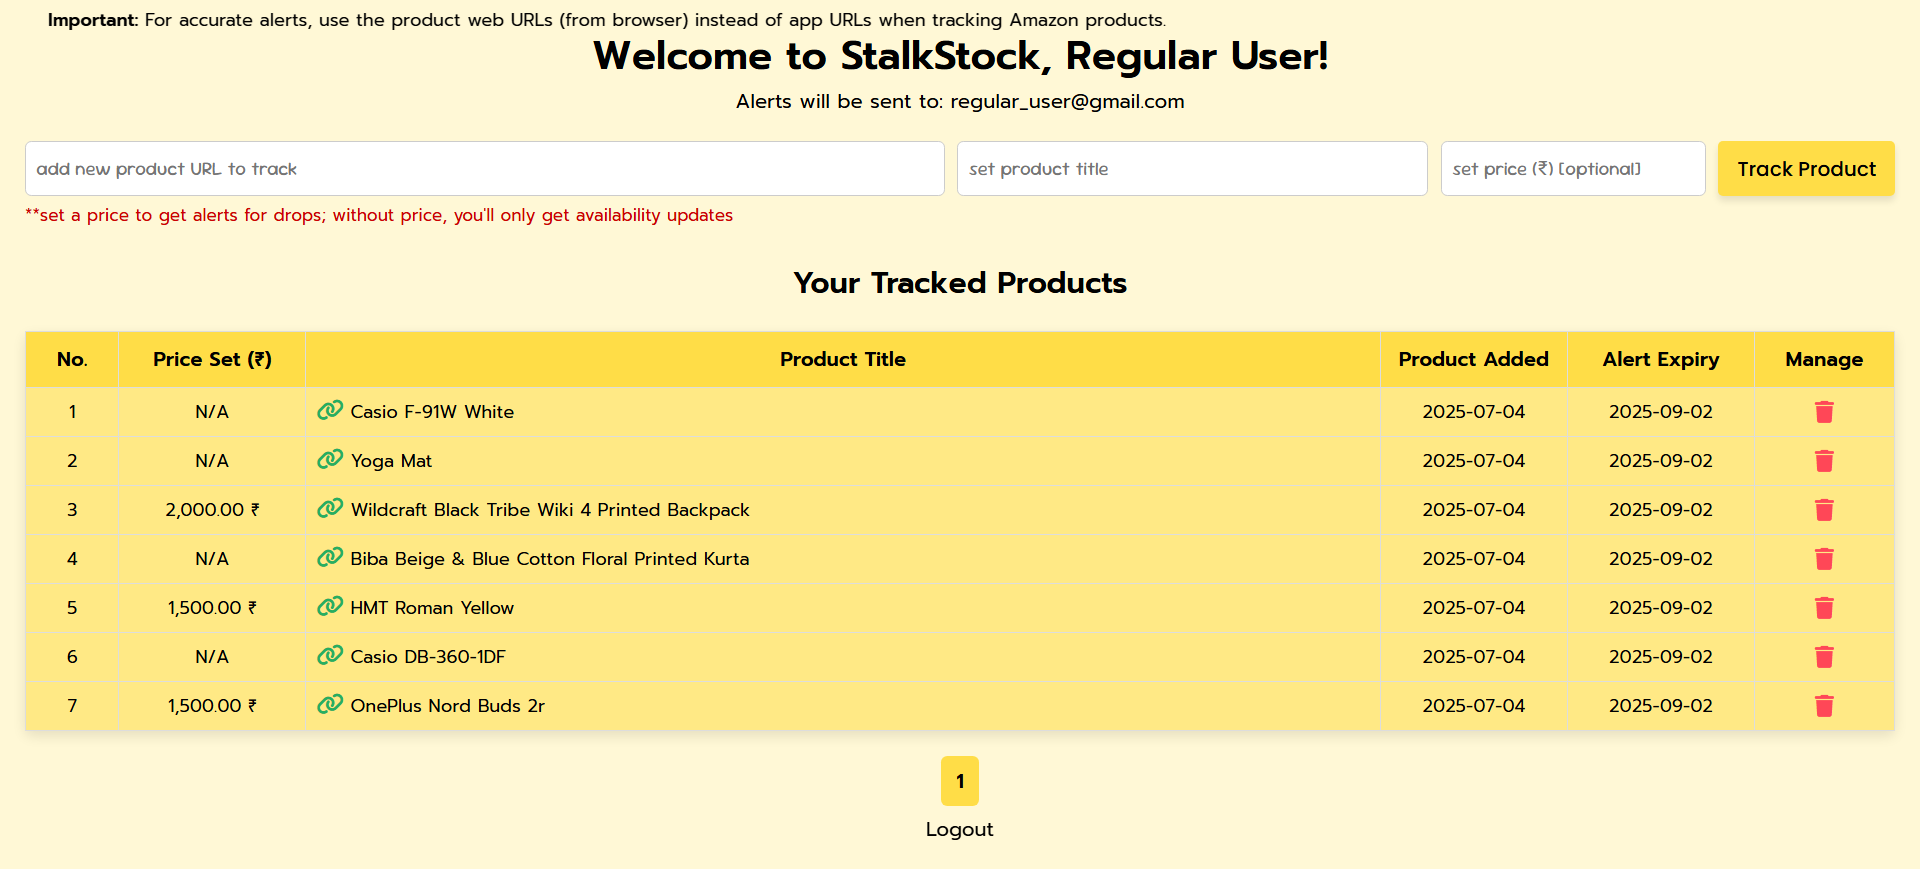 Important: For accurate alerts, use the product web URLs (from browser) instead of app URLs when tracking Amazon products.
Welcome to StalkStock, Regular User!
Alerts will be sent to: regular_user@gmail.com
add new product URL to track set product title set price (₹) [optional] Track Product
**set a price to get alerts for drops; without price, you'll only get availability updates
Your Tracked Products
No. Price Set (₹) Product Title Product Added Alert Expiry Manage
1 N/A Casio F-91W White 2025-07-04 2025-09-02
2 N/A Yoga Mat 2025-07-04 2025-09-02
3 2,000.00 ₹ Wildcraft Black Tribe Wiki 4 Printed Backpack 2025-07-04 2025-09-02
4 N/A Biba Beige & Blue Cotton Floral Printed Kurta 2025-07-04 2025-09-02
5 1,500.00 ₹ HMT Roman Yellow 2025-07-04 2025-09-02
6 N/A Casio DB-360-1DF 2025-07-04 2025-09-02
7 1,500.00 ₹ OnePlus Nord Buds 2r 2025-07-04 2025-09-02
1
Logout